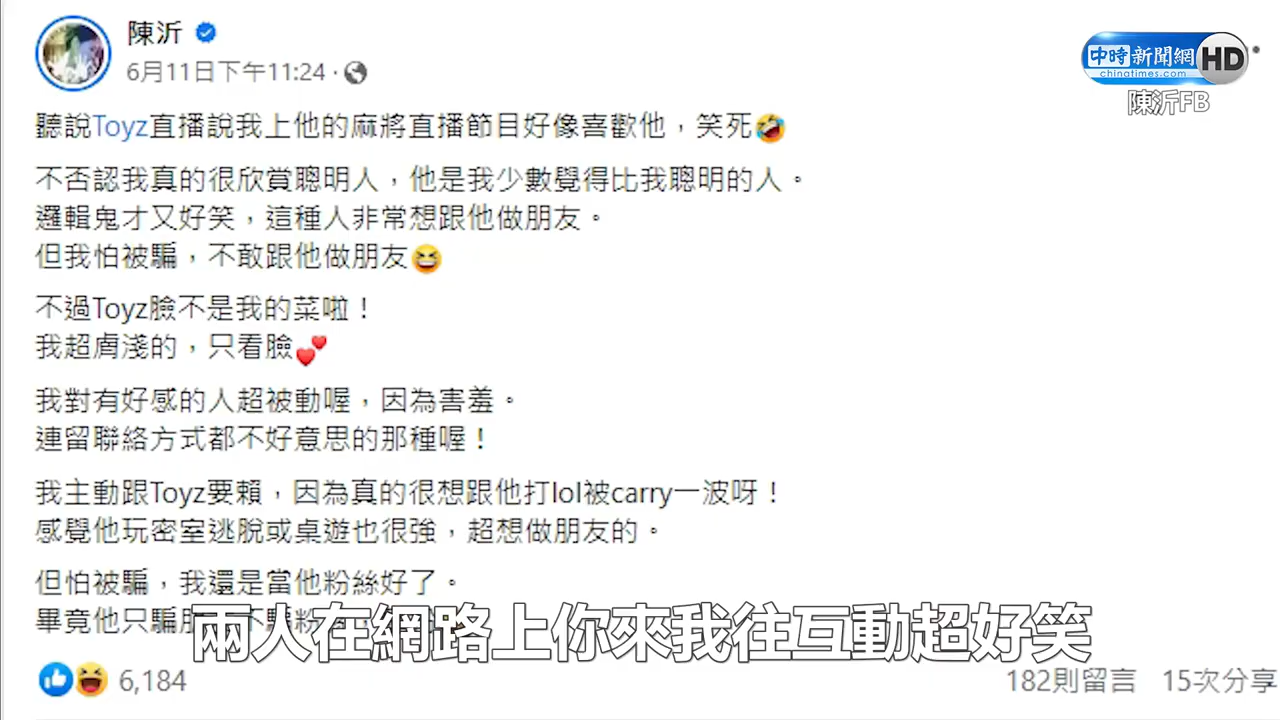 陳沂
6月11日下午11:24 ·
中時新聞網 HD
chinatimes.com
陳沂FB
聽說Toyz直播說我上他的麻將直播節目好像喜歡他，笑死🤣
不否認我真的很欣賞聰明人，他是我少數覺得比我聰明的人。
邏輯鬼才又好笑，這種人非常想跟他做朋友。
但我怕被騙，不敢跟他做朋友😆
不過Toyz臉不是我的菜啦！
我超膚淺的，只看臉💕
我對有好感的人超被動喔，因為害羞。
連留聯絡方式都不好意思的那種喔！
我主動跟Toyz要賴，因為真的很想跟他打lol被carry一波呀！
感覺他玩密室逃脫或桌遊也很強，超想做朋友的。
但怕被騙，我還是當他粉絲好了。
畢竟他只騙
兩人在網路上你來我往互動超好笑
6,184
182則留言 15次分享